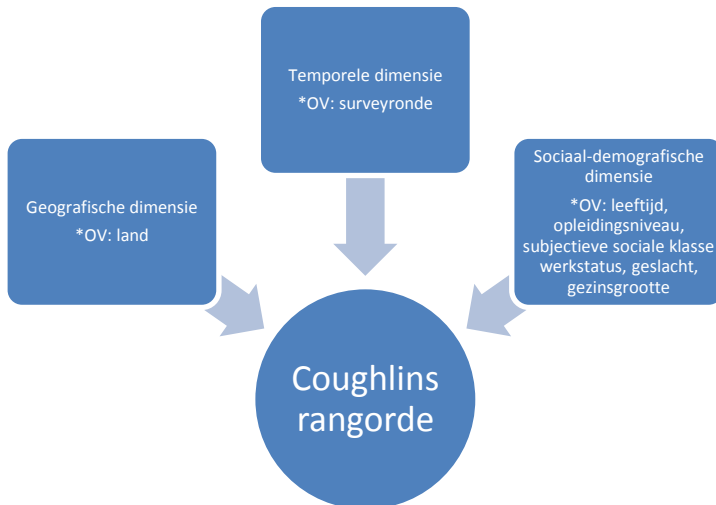 Temporele dimensie
*OV: surveyronde
Geografische dimensie
*OV: land
Sociaal-demografische
dimensie
*OV: leeftijd,
opleidingsniveau,
subjectieve sociale klasse
werkstatus, geslacht,
gezinsgrootte
Coughlins
rangorde